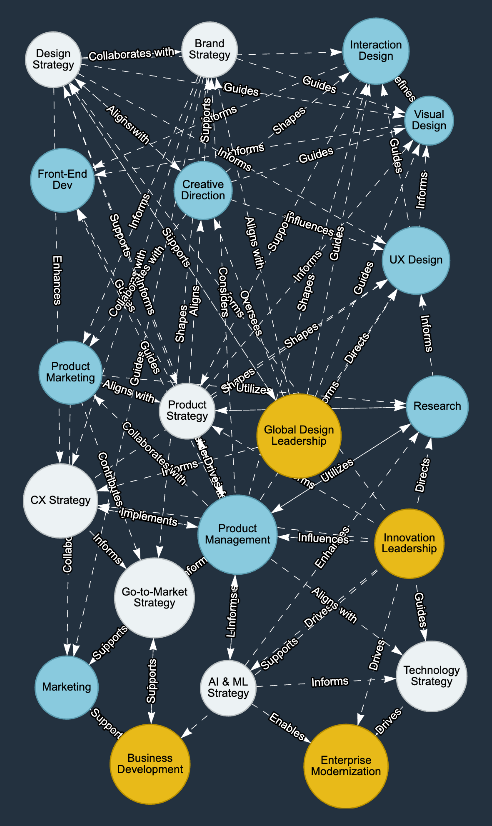 Design
Strategy
Collaborates with
Brand
Strategy
Interaction
Design
Guides
Guides
Visual
Design
Aligns with
Supports
Shapes
Informs
Informs
Front-End
Dev
Creative
Direction
Guides
Guides
Informs
Informs
Influences
UX Design
Supports
Supports
Aligns with
Informs
Enhances
Collaborates with
Informs
Considers
Oversees
Shapes
Guides
Guides
Shapes
Aligns
Guides
Guides
Shapes
Directs
Informs
Product
Marketing
Aligns with
Product
Strategy
Shapes
Utilizes
Global Design
Leadership
Research
Collaborates with
Contributes
Informs
Drives
Utilizes
Directs
CX Strategy
Implements
Product
Management
Influences
Innovation
Leadership
Informs
Enhances
Go-to-Market
Strategy
Informs
Aligns with
Drives
Guides
Supports
Supports
Supports
Drives
Marketing
AI & ML
Strategy
Informs
Technology
Strategy
Enables
Drives
Business
Development
Enterprise
Modernization